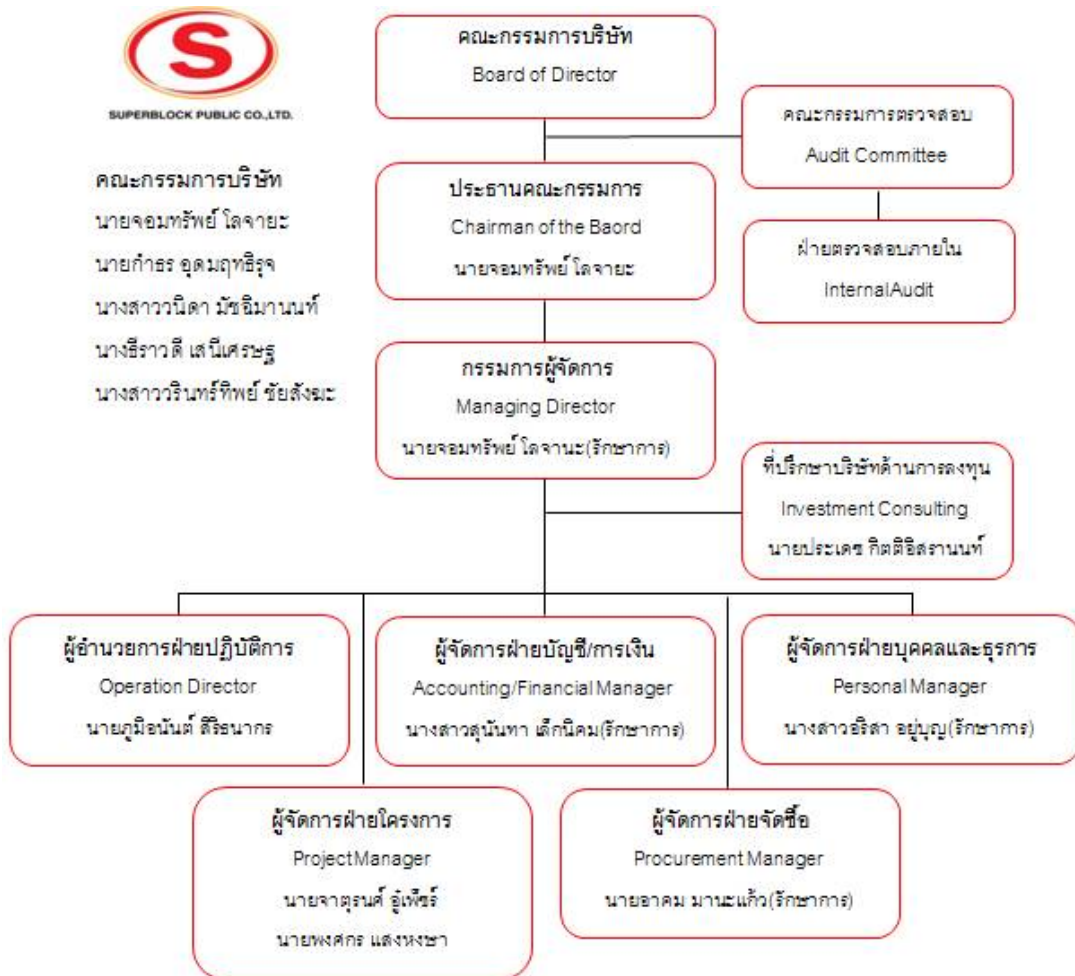 S
SUPERBLOCK PUBLIC CO.,LTD.
คณะกรรมการบริษัท
นายจอมทรัพย์ โลจายะ
นายกำธร อุดมฤทธิรุจ
นางสาววนิดา มัชฉิมานนท์
นางธีราวดี เสนีเศรษฐ
นางสาววรินทร์ทิพย์ ชัยสังฆะ
คณะกรรมการบริษัท
Board of Director
คณะกรรมการตรวจสอบ
Audit Committee
ประธานคณะกรรมการ
Chairman of the Baord
นายจอมทรัพย์ โลจายะ
ฝ่ายตรวจสอบภายใน
InternalAudit
กรรมการผู้จัดการ
Managing Director
นายจอมทรัพย์ โลจานะ(รักษาการ)
ที่ปรึกษาบริษัทด้านการลงทุน
Investment Consulting
นายประเดช กิตติอิสรานนท์
ผู้อำนวยการฝ่ายปฏิบัติการ
Operation Director
นายภูมิอนันต์ สิริธนากร
ผู้จัดการฝ่ายบัญชี/การเงิน
Accounting/Financial Manager
นางสาวสุนันทา เล็กนิคม(รักษาการ)
ผู้จัดการฝ่ายบุคคลและธุรการ
Personal Manager
นางสาวอริสา อยู่บุญ(รักษาการ)
ผู้จัดการฝ่ายโครงการ
Project Manager
นายจาตุรนศ์ อู๋เพ็ชร์
นายพงศกร แสงหงษา
ผู้จัดการฝ่ายจัดซื้อ
Procurement Manager
นายอาคม มานะแก้ว(รักษาการ)